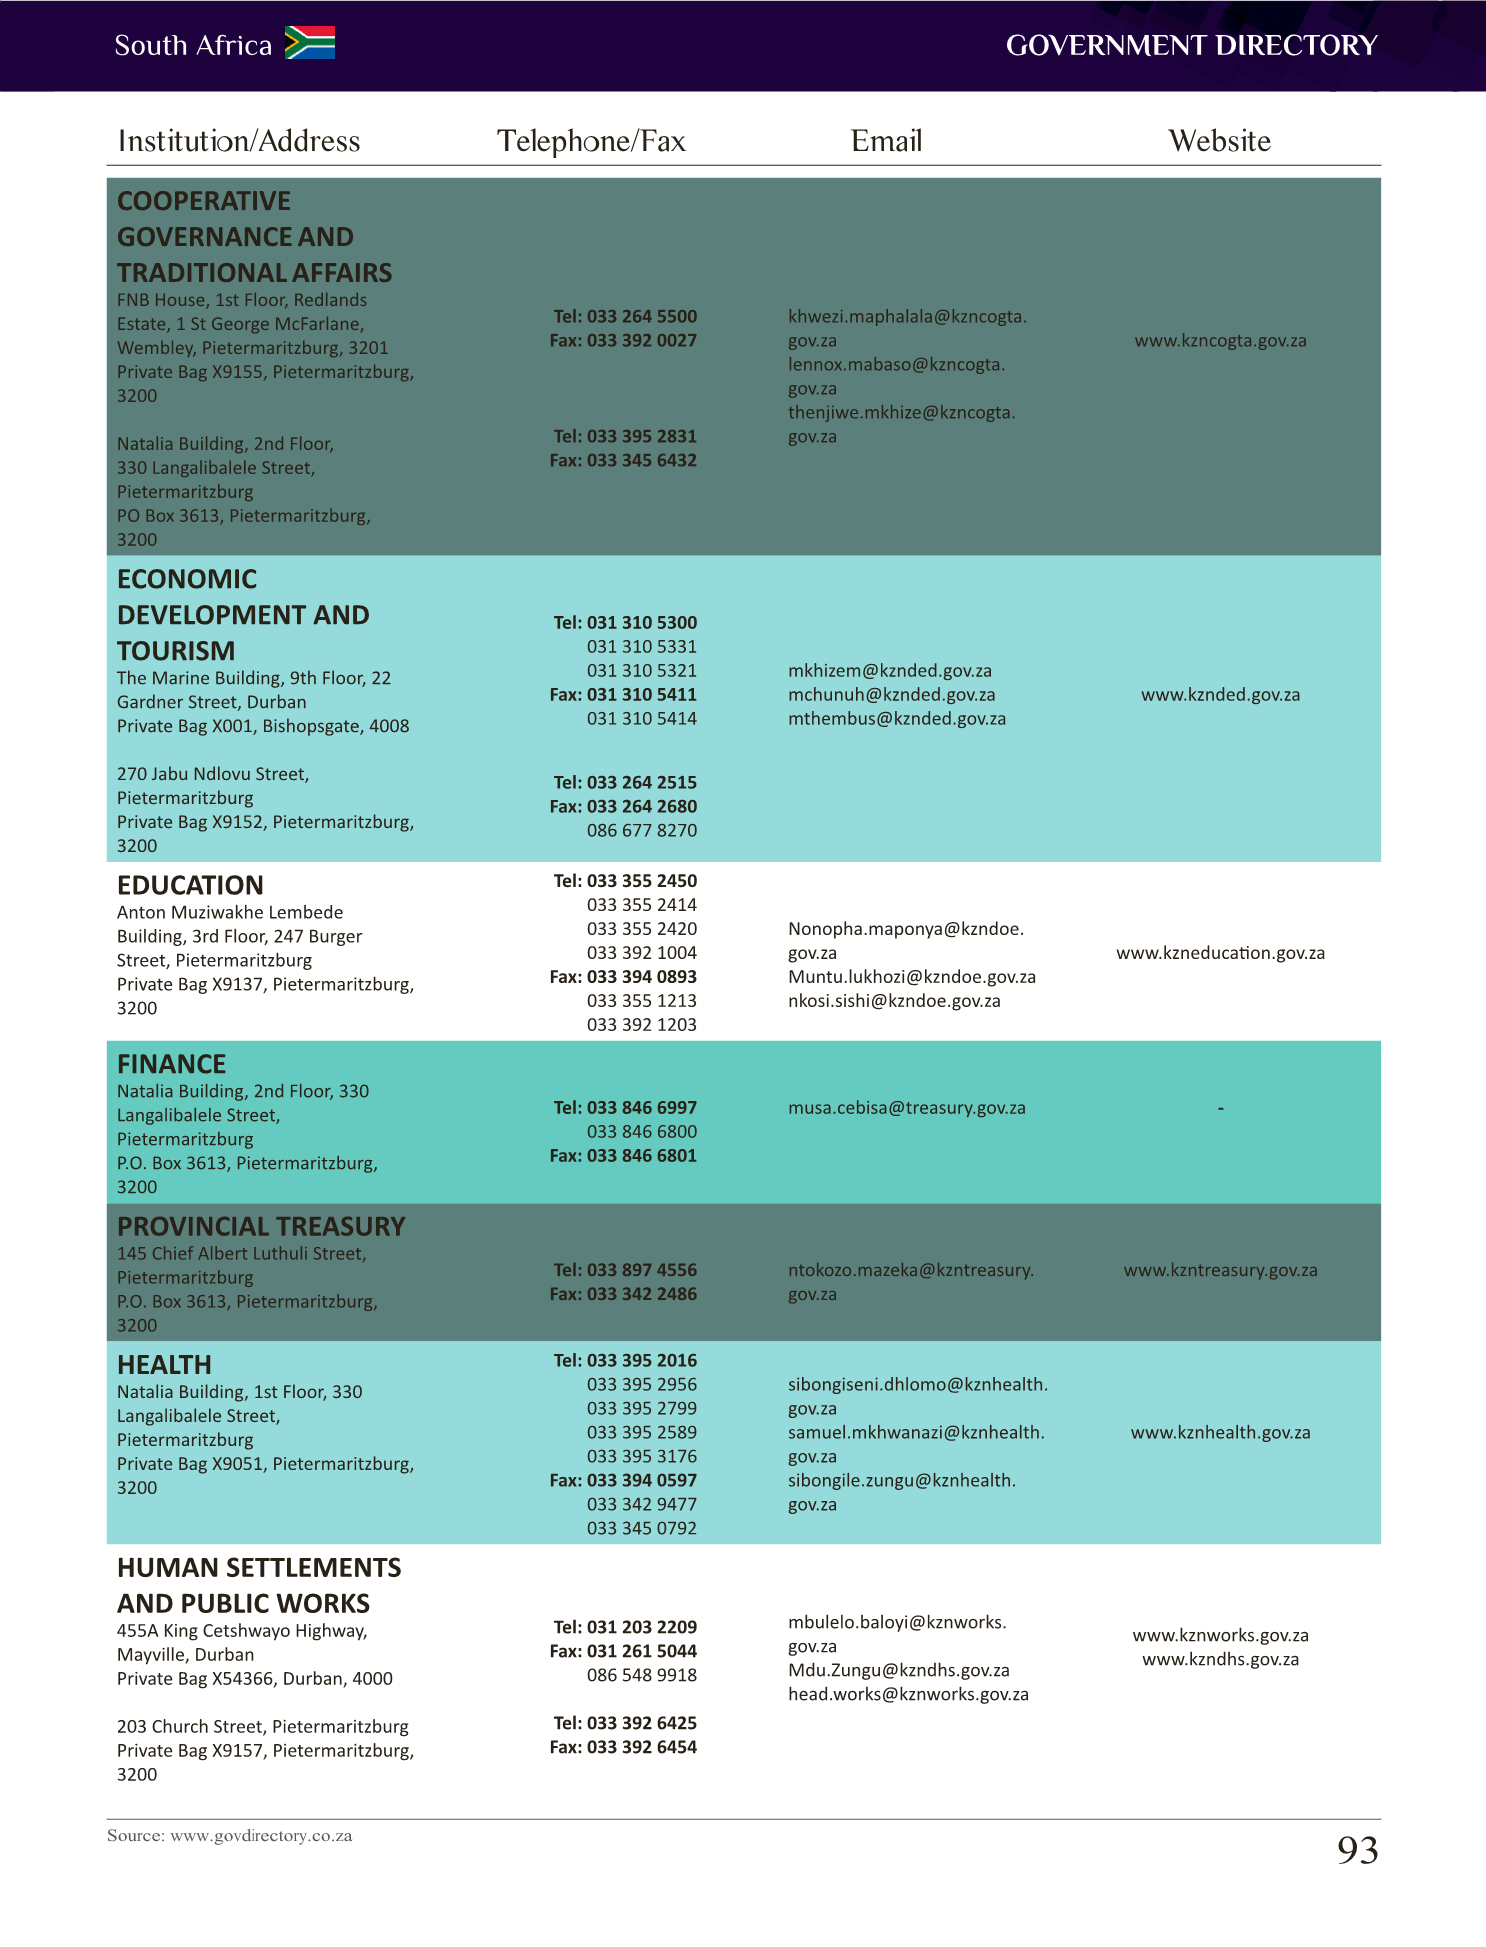 South Africa
GOVERNMENT DIRECTORY
Institution/Address
Telephone/Fax
Email
Website
COOPERATIVE
GOVERNANCE AND
TRADITIONAL AFFAIRS
FNB House, 1st Floor, Redlands
Estate, 1 St George McFarlane,
Wembley, Pietermaritzburg, 3201
Private Bag X9155, Pietermaritzburg,
3200
Natalia Building, 2nd Floor,
330 Langalibalele Street,
Pietermaritzburg
PO Box 3613, Pietermaritzburg,
3200
Tel: 033 264 5500
Fax: 033 392 0027
Tel: 033 395 2831
Fax: 033 345 6432
khwezi.maphalala@kzncogta.
gov.za
lennox.mabaso@kzncogta.
gov.za
thenjiwe.mkhize@kzncogta.
gov.za
www.kzncogta.gov.za
ECONOMIC
DEVELOPMENT AND
TOURISM
The Marine Building, 9th Floor, 22
Gardner Street, Durban
Private Bag X001, Bishopsgate, 4008
270 Jabu Ndlovu Street,
Pietermaritzburg
Private Bag X9152, Pietermaritzburg,
3200
Tel: 031 310 5300
031 310 5331
031 310 5321
Fax: 031 310 5411
031 310 5414
Tel: 033 264 2515
Fax: 033 264 2680
086 677 8270
mkhizem@kznded.gov.za
mchunuh@kznded.gov.za
mthembus@kznded.gov.za
www.kznded.gov.za
EDUCATION
Anton Muziwakhe Lembede
Building, 3rd Floor, 247 Burger
Street, Pietermaritzburg
Private Bag X9137, Pietermaritzburg,
3200
Tel: 033 355 2450
033 355 2414
033 355 2420
033 392 1004
Fax: 033 394 0893
033 355 1213
033 392 1203
Nonopha.maponya@kzndoe.
gov.za
Muntu.lukhozi@kzndoe.gov.za
nkosi.sishi@kzndoe.gov.za
www.kzneducation.gov.za
FINANCE
Natalia Building, 2nd Floor, 330
Langalibalele Street,
Pietermaritzburg
P.O. Box 3613, Pietermaritzburg,
3200
Tel: 033 846 6997
033 846 6800
Fax: 033 846 6801
musa.cebisa@treasury.gov.za
-
PROVINCIAL TREASURY
145 Chief Albert Luthuli Street,
Pietermaritzburg
P.O. Box 3613, Pietermaritzburg,
3200
Tel: 033 897 4556
Fax: 033 342 2486
ntokozo.mazeka@kzntreasury.
gov.za
www.kzntreasury.gov.za
HEALTH
Natalia Building, 1st Floor, 330
Langalibalele Street,
Pietermaritzburg
Private Bag X9051, Pietermaritzburg,
3200
Tel: 033 395 2016
033 395 2956
033 395 2799
033 395 2589
033 395 3176
Fax: 033 394 0597
033 342 9477
033 345 0792
sibongiseni.dhlomo@kznhealth.
gov.za
samuel.mkhwanazi@kznhealth.
gov.za
sibongile.zungu@kznhealth.
gov.za
www.kznhealth.gov.za
HUMAN SETTLEMENTS
AND PUBLIC WORKS
455A King Cetshwayo Highway,
Mayville, Durban
Private Bag X54366, Durban, 4000
203 Church Street, Pietermaritzburg
Private Bag X9157, Pietermaritzburg,
3200
Tel: 031 203 2209
Fax: 031 261 5044
086 548 9918
Tel: 033 392 6425
Fax: 033 392 6454
mbulelo.baloyi@kznworks.
gov.za
Mdu.Zungu@kzndhs.gov.za
head.works@kznworks.gov.za
www.kznworks.gov.za
www.kzndhs.gov.za
Source: www.govdirectory.co.za
93